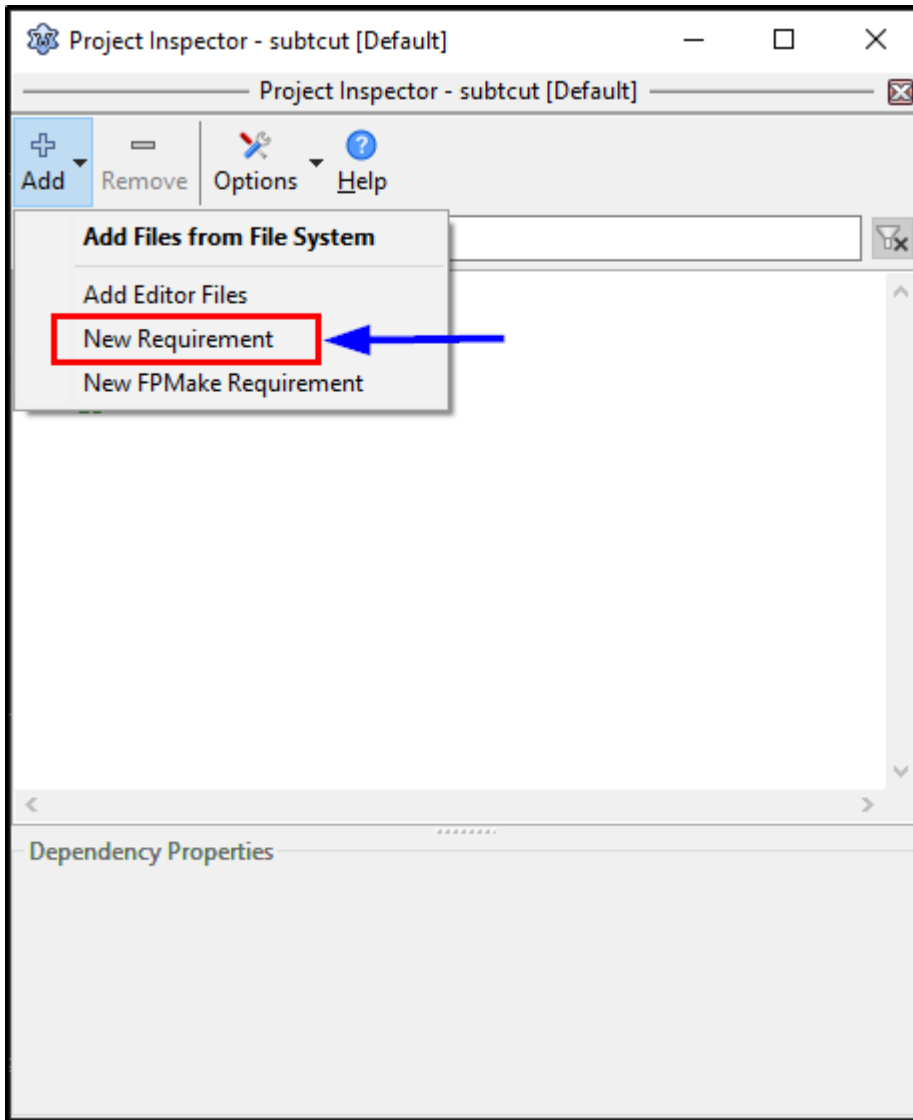 Project Inspector - subtcut [Default]
Project Inspector - subtcut [Default]
Add Remove Options Help
Add Files from File System
Add Editor Files
New Requirement
New FPMake Requirement
Dependency Properties